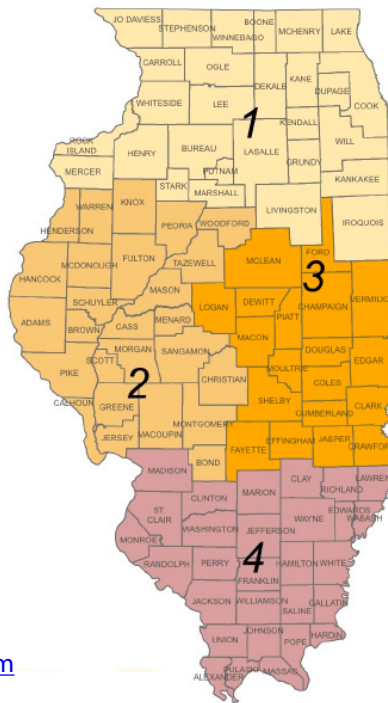 JO DAVIESS
STEPHENSON
WINNEBAGO
BOONE
MCHENRY
LAKE
CARROLL
OGLE
DEKALB
KANE
COOK
DUPAGE
WHITESIDE
LEE
1
KENDALL
WILL
ROCK
ISLAND
HENRY
BUREAU
LASALLE
GRUNDY
MERCER
PUTNAM
KANKAKEE
STARK
MARSHALL
LIVINGSTON
IROQUOIS
WARREN
KNOX
HENDERSON
PEORIA
WOODFORD
MCLEAN
FORD
3
HANCOCK
MCDONOUGH
FULTON
TAZEWELL
MASON
LOGAN
DEWITT
CHAMPAIGN
VERMILIO
SCHUYLER
ADAMS
BROWN
CASS
MENARD
MACON
PIATT
DOUGLAS
EDGAR
MORGAN
SANGAMON
SCOTT
CHRISTIAN
MOULTRIE
COLES
PIKE
2
SHELBY
CUMBERLAND
CLARK
CALHOUN
GREENE
MACOUPIN
MONTGOMERY
JERSEY
FAYETTE
EFFINGHAM
JASPER
CRAWFOR
BOND
MADISON
CLAY
RICHLAND
LAWREN
CLINTON
MARION
ST.
CLAIR
WAYNE
EDWARDS
WABASH
WASHINGTON
JEFFERSON
MONROE
RANDOLPH
PERRY
4
HAMILTON
WHITE
FRANKLIN
JACKSON
WILLIAMSON
SALINE
GALLATIN
UNION
JOHNSON
POPE
HARDIN
m
ALEXANDER
PULASKI
MASSAC